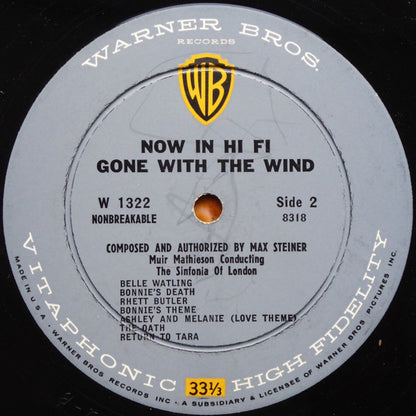 WARNER BROS.
RECORDS
WB
NOW IN HI FI
GONE WITH THE WIND
W 1322
NONBREAKABLE
Side 2
8318
COMPOSED AND AUTHORIZED BY MAX STEINER
Muir Mathieson Conducting
The Sinfonia Of London
BELLE WATLING
BONNIE'S DEATH
RHETT BUTLER
BONNIE'S THEME
ASHLEY AND MELANIE (LOVE THEME)
THE OATH
RETURN TO TARA
VITAPHONIC 33⅓ HIGH FIDELITY
MADE IN U.S.A. • WARNER BROS. RECORDS INC. • A SUBSIDIARY & LICENSEE OF WARNER BROS PICTURES INC.